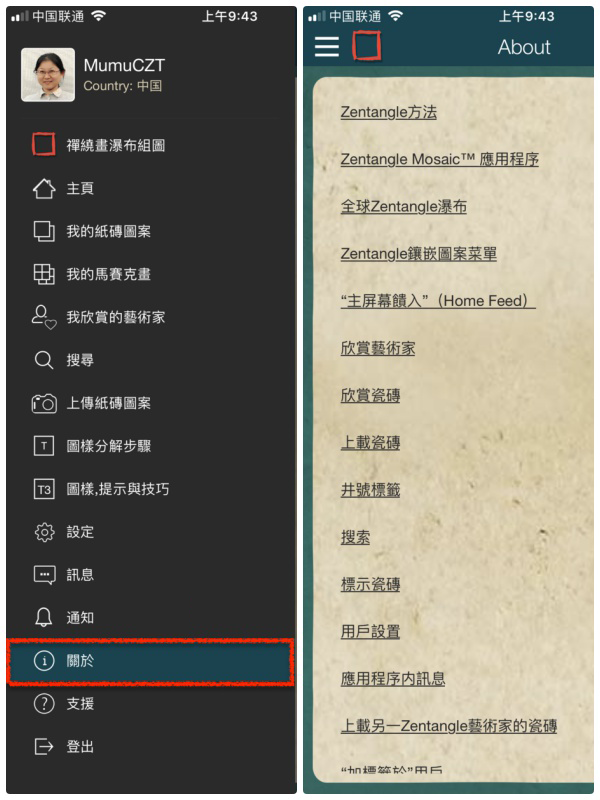 中国联通
上午9:43
MumuCZT
Country: 中国
禪繞畫瀑布組圖
主頁
我的紙磚圖案
我的馬賽克畫
我欣賞的藝術家
搜尋
上傳紙磚圖案
T
圖樣分解步驟
T3
圖樣,提示與技巧
設定
訊息
通知
關於
支援
登出
中国联通
上午9:43
About
Zentangle方法
Zentangle Mosaic™ 應用程序
全球Zentangle瀑布
Zentangle鑲嵌圖案菜單
“主屏幕饋入”（Home Feed）
欣賞藝術家
欣賞瓷磚
上載瓷磚
井號標籤
搜索
標示瓷磚
用戶設置
應用程序内訊息
上載另一Zentangle藝術家的瓷磚
“加標籤於”用戶